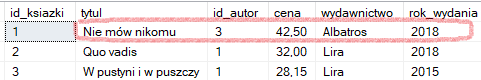 id_ksiazki tytul id_autor cena wydawnictwo rok_wydania
1 Nie mów nikomu 3 42,50 Albatros 2018
2 Quo vadis 1 32,00 Lira 2018
3 W pustyni i w puszczy 1 28,15 Lira 2015